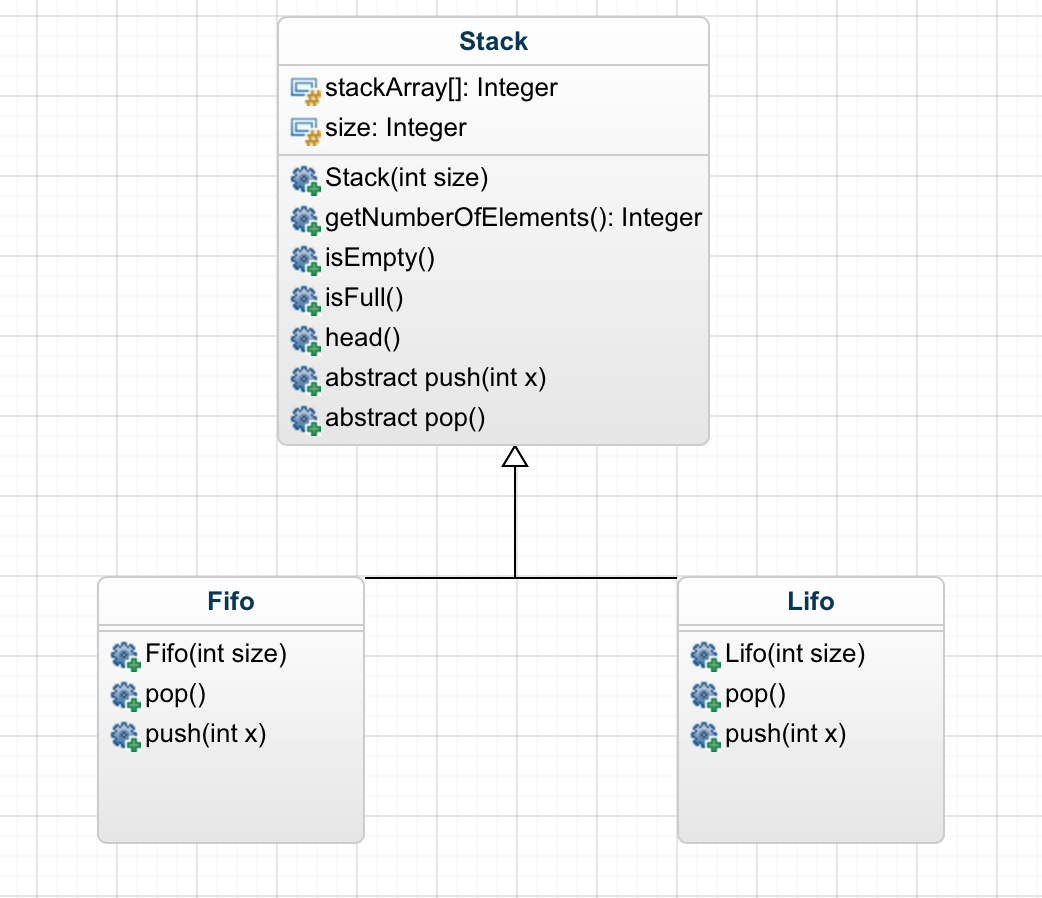 Stack
stackArray[]: Integer
size: Integer
Stack(int size)
getNumberOfElements(): Integer
isEmpty()
isFull()
head()
abstract push(int x)
abstract pop()
Fifo
Fifo(int size)
pop()
push(int x)
Lifo
Lifo(int size)
pop()
push(int x)